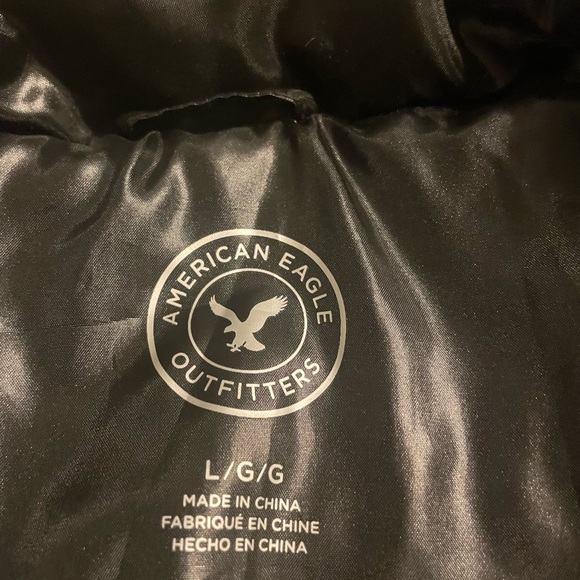 AMERICAN EAGLE
OUTFITTERS
L/G/G
MADE IN CHINA
FABRIQUÉ EN CHINE
HECHO EN CHINA